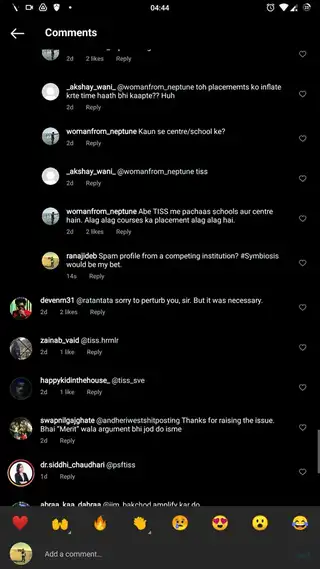 04:44
Comments
2d 2 likes Reply
_akshay_wani_ @womanfrom_neptune toh placememts ko inflate
krte time haath bhi kaapte?? Huh
2d Reply
womanfrom_neptune Kaun se centre/school ke?
2d Reply
_akshay_wani_ @womanfrom_neptune tiss
2d Reply
womanfrom_neptune Abe TISS me pachaas schools aur centre
hain. Alag alag courses ka placement alag alag hai.
2d Reply
ranajideb Spam profile from a competing institution? #Symbiosis
would be my bet.
14s Reply
devenm31 @ratantata sorry to perturb you, sir. But it was necessary.
2d 2 likes Reply
zainab_vaid @tiss.hrmlr
2d 1 like Reply
happykidinthehouse_ @tiss_sve
2d 1 like Reply
swapnilgajghate @andheriwestshitposting Thanks for raising the issue.
Bhai "Merit" wala argument bhi jod do isme
2d Reply
dr.siddhi_chaudhari @psftiss
1d Reply
abraa_kaa_dabraa @iim_bakchod amplify kar do
Add a comment...